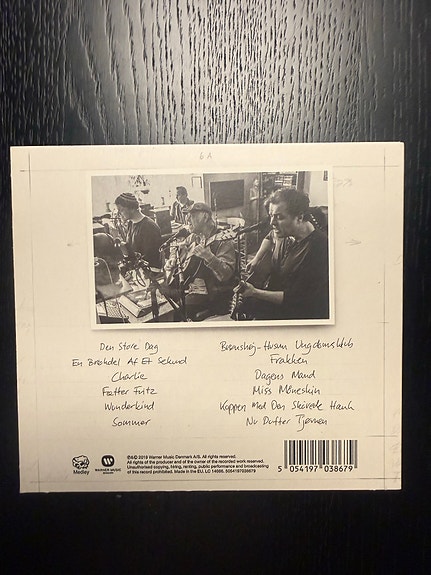 6A
Den Store Dag
En Brøkdel Af Et Sekund
Charlie
Fætter Fritz
Wunderkind
Sommer
Brønshøj-Husum Ungdomsklub
Frakken
Dagens Mand
Miss Måneskin
Koppen Med Den Skårede Hank
Nu Dufter Tjørnen
Medley
WARNER MUSIC
℗&© 2018 Warner Music Denmark A/S. All rights reserved.
All rights of the producer and of the owner of the recorded work reserved.
Unauthorised copying, hiring, renting, public performance and broadcasting
of this record prohibited. Made in the EU. LC 14666. 5054197038679
5 054197 038679